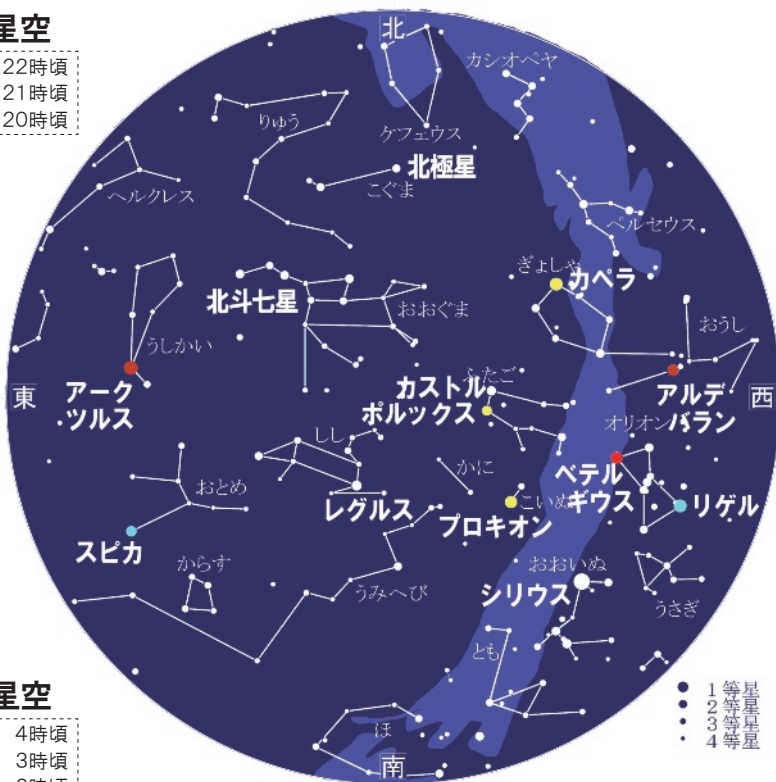 星空
22時頃
21時頃
20時頃
北
カシオペヤ
ケフェウス
りゅう
北極星
こぐま
ヘルクレス
ペルセウス
ぎょしゃ
カペラ
北斗七星
おおぐま
おうし
うしかい
東
アーク
ツルス
ふたご
カストル
ポルックス
アルデ
バラン
西
オリオン
しし
かに
ベテル
ギウス
おとめ
レグルス
こいぬ
プロキオン
リゲル
スピカ
からす
うみへび
おおいぬ
シリウス
うさぎ
とも
ほ
南
星空
4時頃
3時頃
1等星
2等星
3等星
4等星